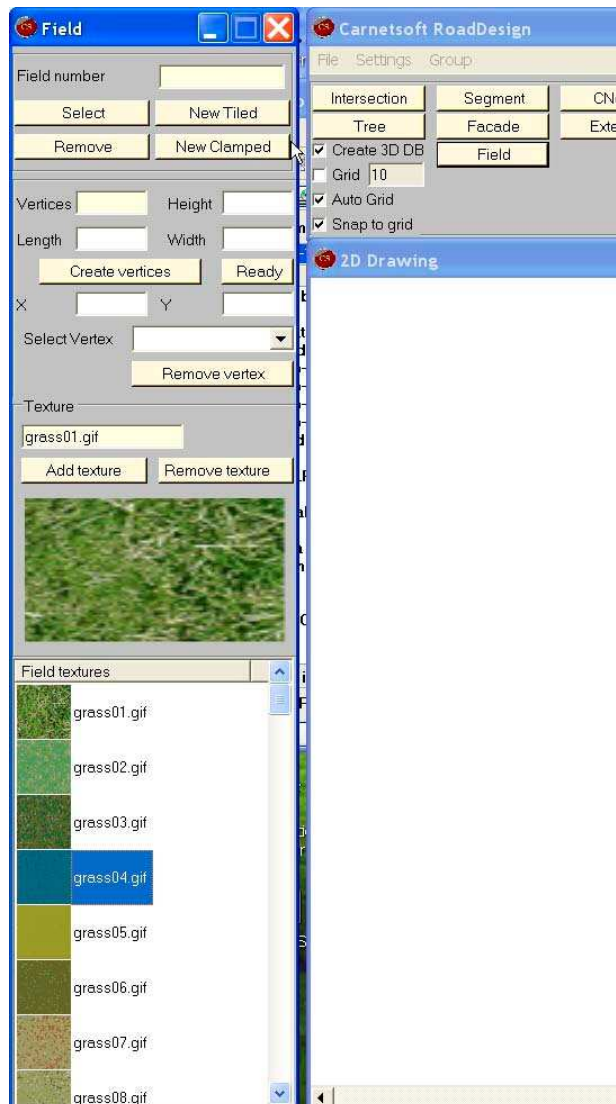 Field
Field number
Select
New Tiled
Remove
New Clamped
Vertices
Height
Length
Width
Create vertices
Ready
X
Y
Select Vertex
Remove vertex
Texture
grass01.gif
Add texture
Remove texture
Field textures
grass01.gif
grass02.gif
grass03.gif
grass04.gif
grass05.gif
grass06.gif
grass07.gif
grass08.gif
Carnetsoft RoadDesign
File Settings Group
Intersection
Segment
Tree
Facade
Create 3D DB
Field
Grid 10
Auto Grid
Snap to grid
2D Drawing